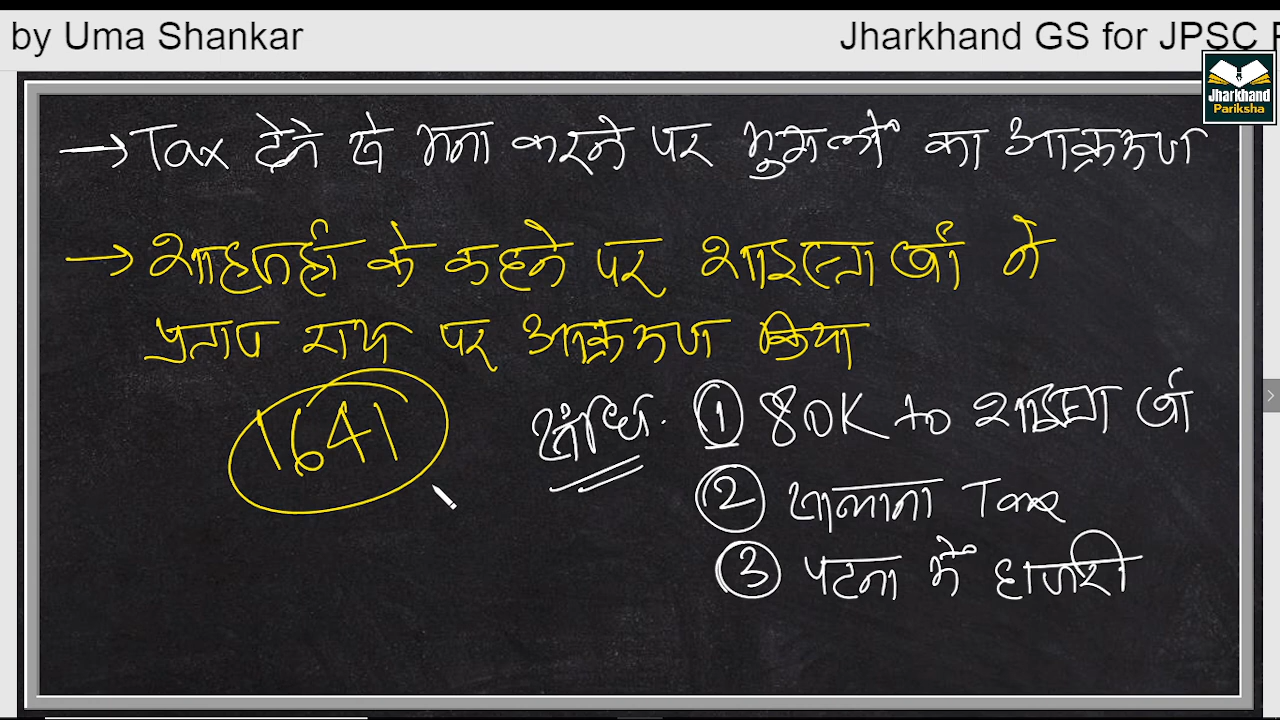 by Uma Shankar
Jharkhand GS for JPSC P
Jharkhand
Pariksha
→ Tax देने से मना करने पर मुगलों का आक्रमण
→ शाहजहाँ के कहने पर शाइस्ता खाँ ने
प्रताप राय पर आक्रमण किया
1641
संधि. ① 80K to शाइस्ता खाँ
② सालाना Tax
③ पटना में हाजरी